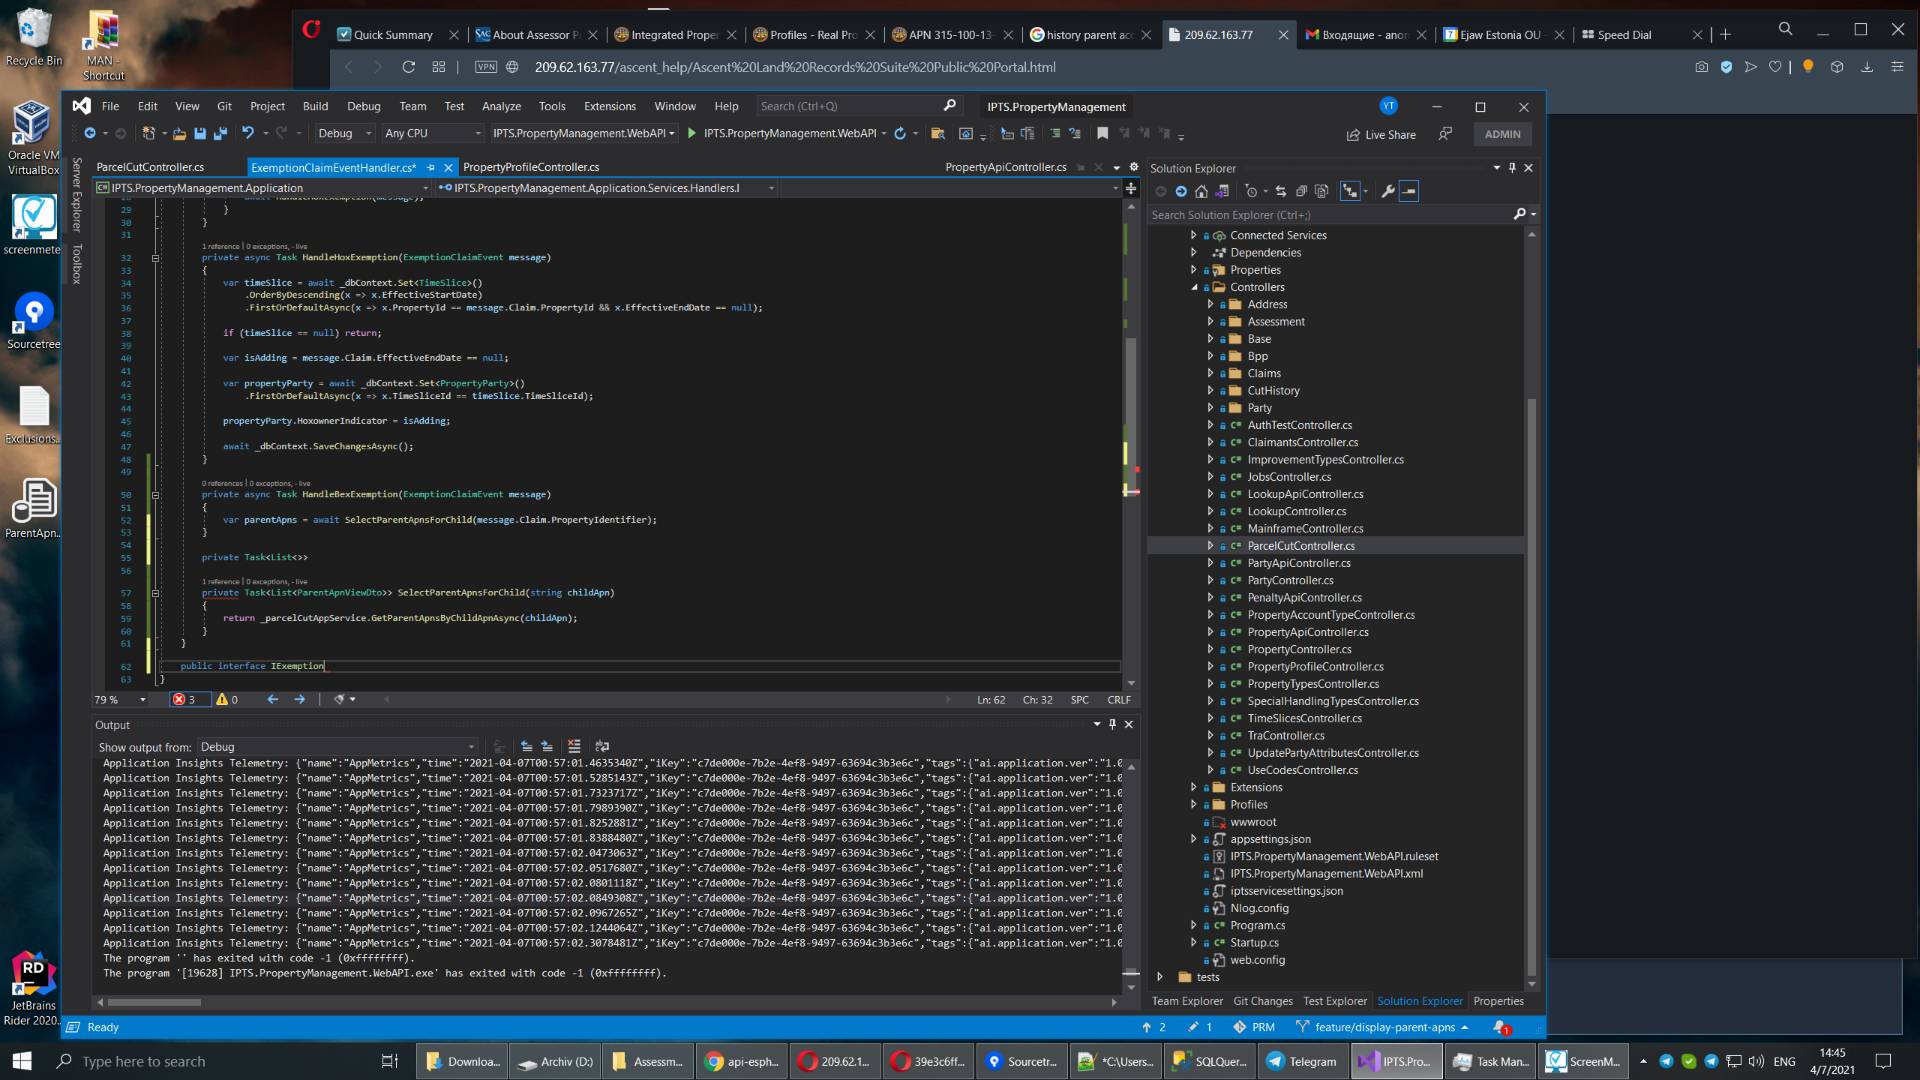 Recycle Bin
MAN -
Shortcut
Oracle VM
VirtualBox
screenmete
Sourcetree
Exclusions...
ParentApn...
JetBrains
Rider 2020...
Quick Summary
About Assessor P
Integrated Proper
Profiles - Real Pro
APN 315-100-13-
history parent ac
209.62.163.77
Входящие - anon
Ejaw Estonia OU -
Speed Dial
VPN
209.62.163.77/ascent_help/Ascent%20Land%20Records%20Suite%20Public%20Portal.html
File Edit View Git Project Build Debug Team Test Analyze Tools Extensions Window Help
Search (Ctrl+Q)
IPTS.PropertyManagement
YT
Debug
Any CPU
IPTS.PropertyManagement.WebAPI
IPTS.PropertyManagement.WebAPI
Live Share
ADMIN
Server Explorer
Toolbox
ParcelCutController.cs
ExemptionClaimEventHandler.cs*
PropertyProfileController.cs
PropertyApiController.cs
IPTS.PropertyManagement.Application
IPTS.PropertyManagement.Application.Services.Handlers.I
28 await HandleHoxExemption(message);
29 }
30 }
31
1 reference | 0 exceptions, - live
32 private async Task HandleHoxExemption(ExemptionClaimEvent message)
33 {
34 var timeSlice = await _dbContext.Set<TimeSlice>()
35 .OrderByDescending(x => x.EffectiveStartDate)
36 .FirstOrDefaultAsync(x => x.PropertyId == message.Claim.PropertyId && x.EffectiveEndDate == null);
37
38 if (timeSlice == null) return;
39
40 var isAdding = message.Claim.EffectiveEndDate == null;
41
42 var propertyParty = await _dbContext.Set<PropertyParty>()
43 .FirstOrDefaultAsync(x => x.TimeSliceId == timeSlice.TimeSliceId);
44
45 propertyParty.HoxownerIndicator = isAdding;
46
47 await _dbContext.SaveChangesAsync();
48 }
49
0 references | 0 exceptions, - live
50 private async Task HandleBexExemption(ExemptionClaimEvent message)
51 {
52 var parentApns = await SelectParentApnsForChild(message.Claim.PropertyIdentifier);
53 }
54
55 private Task<List<>>
56
1 reference | 0 exceptions, - live
57 private Task<List<ParentApnViewDto>> SelectParentApnsForChild(string childApn)
58 {
59 return _parcelCutAppService.GetParentApnsByChildApnAsync(childApn);
60 }
61 }
62 public interface IExemption
63 }
79 %
3
0
Ln: 62 Ch: 32 SPC CRLF
Output
Show output from: Debug
Application Insights Telemetry: {"name":"AppMetrics","time":"2021-04-07T00:57:01.4635340Z","iKey":"c7de000e-7b2e-4ef8-9497-63694c3b3e6c","tags":{"ai.application.ver":"1.0
Application Insights Telemetry: {"name":"AppMetrics","time":"2021-04-07T00:57:01.5285143Z","iKey":"c7de000e-7b2e-4ef8-9497-63694c3b3e6c","tags":{"ai.application.ver":"1.0
Application Insights Telemetry: {"name":"AppMetrics","time":"2021-04-07T00:57:01.7323717Z","iKey":"c7de000e-7b2e-4ef8-9497-63694c3b3e6c","tags":{"ai.application.ver":"1.0
Application Insights Telemetry: {"name":"AppMetrics","time":"2021-04-07T00:57:01.7989390Z","iKey":"c7de000e-7b2e-4ef8-9497-63694c3b3e6c","tags":{"ai.application.ver":"1.0
Application Insights Telemetry: {"name":"AppMetrics","time":"2021-04-07T00:57:01.8252881Z","iKey":"c7de000e-7b2e-4ef8-9497-63694c3b3e6c","tags":{"ai.application.ver":"1.0
Application Insights Telemetry: {"name":"AppMetrics","time":"2021-04-07T00:57:01.8388480Z","iKey":"c7de000e-7b2e-4ef8-9497-63694c3b3e6c","tags":{"ai.application.ver":"1.0
Application Insights Telemetry: {"name":"AppMetrics","time":"2021-04-07T00:57:02.0473063Z","iKey":"c7de000e-7b2e-4ef8-9497-63694c3b3e6c","tags":{"ai.application.ver":"1.0
Application Insights Telemetry: {"name":"AppMetrics","time":"2021-04-07T00:57:02.0517680Z","iKey":"c7de000e-7b2e-4ef8-9497-63694c3b3e6c","tags":{"ai.application.ver":"1.0
Application Insights Telemetry: {"name":"AppMetrics","time":"2021-04-07T00:57:02.0801118Z","iKey":"c7de000e-7b2e-4ef8-9497-63694c3b3e6c","tags":{"ai.application.ver":"1.0
Application Insights Telemetry: {"name":"AppMetrics","time":"2021-04-07T00:57:02.0849308Z","iKey":"c7de000e-7b2e-4ef8-9497-63694c3b3e6c","tags":{"ai.application.ver":"1.0
Application Insights Telemetry: {"name":"AppMetrics","time":"2021-04-07T00:57:02.0967265Z","iKey":"c7de000e-7b2e-4ef8-9497-63694c3b3e6c","tags":{"ai.application.ver":"1.0
Application Insights Telemetry: {"name":"AppMetrics","time":"2021-04-07T00:57:02.1244064Z","iKey":"c7de000e-7b2e-4ef8-9497-63694c3b3e6c","tags":{"ai.application.ver":"1.0
Application Insights Telemetry: {"name":"AppMetrics","time":"2021-04-07T00:57:02.3078481Z","iKey":"c7de000e-7b2e-4ef8-9497-63694c3b3e6c","tags":{"ai.application.ver":"1.0
The program '' has exited with code -1 (0xffffffff).
The program '[19628] IPTS.PropertyManagement.WebAPI.exe' has exited with code -1 (0xffffffff).
Solution Explorer
Search Solution Explorer (Ctrl+;)
Connected Services
Dependencies
Properties
Controllers
Address
Assessment
Base
Bpp
Claims
CutHistory
Party
AuthTestController.cs
ClaimantsController.cs
ImprovementTypesController.cs
JobsController.cs
LookupApiController.cs
LookupController.cs
MainframeController.cs
ParcelCutController.cs
PartyApiController.cs
PartyController.cs
PenaltyApiController.cs
PropertyAccountTypeController.cs
PropertyApiController.cs
PropertyController.cs
PropertyProfileController.cs
PropertyTypesController.cs
SpecialHandlingTypesController.cs
TimeSlicesController.cs
TraController.cs
UpdatePartyAttributesController.cs
UseCodesController.cs
Extensions
Profiles
wwwroot
appsettings.json
IPTS.PropertyManagement.WebAPI.ruleset
IPTS.PropertyManagement.WebAPI.xml
iptsservicesettings.json
Nlog.config
Program.cs
Startup.cs
web.config
tests
Team Explorer Git Changes Test Explorer Solution Explorer Properties
Ready
2
1
PRM
feature/display-parent-apns
1
Type here to search
Downloa...
Archiv (D:)
Assessm...
api-esph...
209.62.1...
39e3c6ff...
Sourcetr...
*C:\Users...
SQLQuer...
Telegram
IPTS.Pro...
Task Man...
ScreenM...
ENG
14:45
4/7/2021